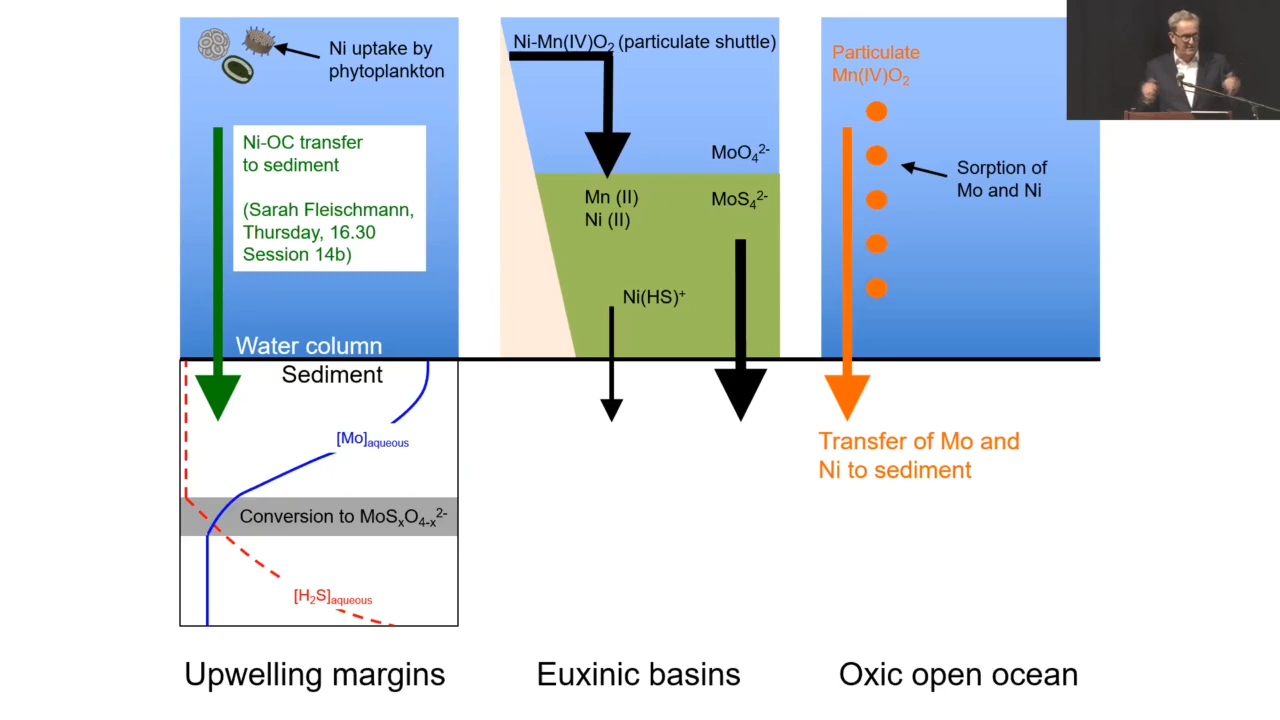 Ni uptake by
phytoplankton
Ni-OC transfer
to sediment
(Sarah Fleischmann,
Thursday, 16.30
Session 14b)
Water column
Sediment
[Mo]aqueous
Conversion to MoSxO4-x2-
[H2S]aqueous
Upwelling margins
Ni-Mn(IV)O2 (particulate shuttle)
MoO42-
Mn (II)
Ni (II)
MoS42-
Ni(HS)+
Euxinic basins
Particulate
Mn(IV)O2
Sorption of
Mo and Ni
Transfer of Mo and
Ni to sediment
Oxic open ocean